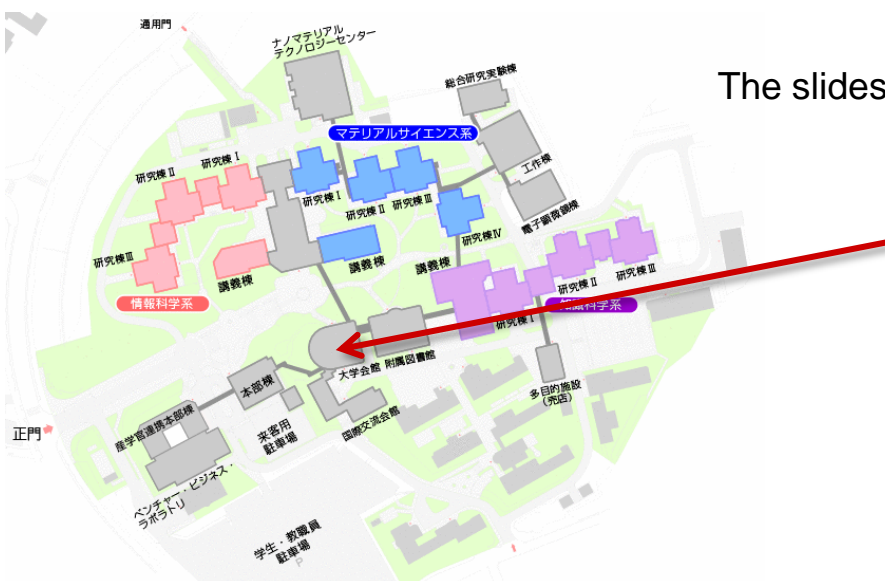 通用門
ナノマテリアル
テクノロジーセンター
総合研究実験棟
The slides
マテリアルサイエンス系
研究棟Ⅰ
研究棟Ⅱ
工作棟
研究棟Ⅰ
研究棟Ⅱ
研究棟Ⅲ
電子顕微鏡棟
研究棟Ⅳ
研究棟Ⅲ
講義棟
講義棟
講義棟
研究棟Ⅱ
研究棟Ⅲ
情報科学系
知識科学系
研究棟Ⅰ
大学会館
附属図書館
本部棟
多目的施設
(売店)
産学官連携本部棟
来客用
駐車場
国際交流会館
正門
ベンチャー・ビジネス・
ラボラトリ
学生・教職員
駐車場
P